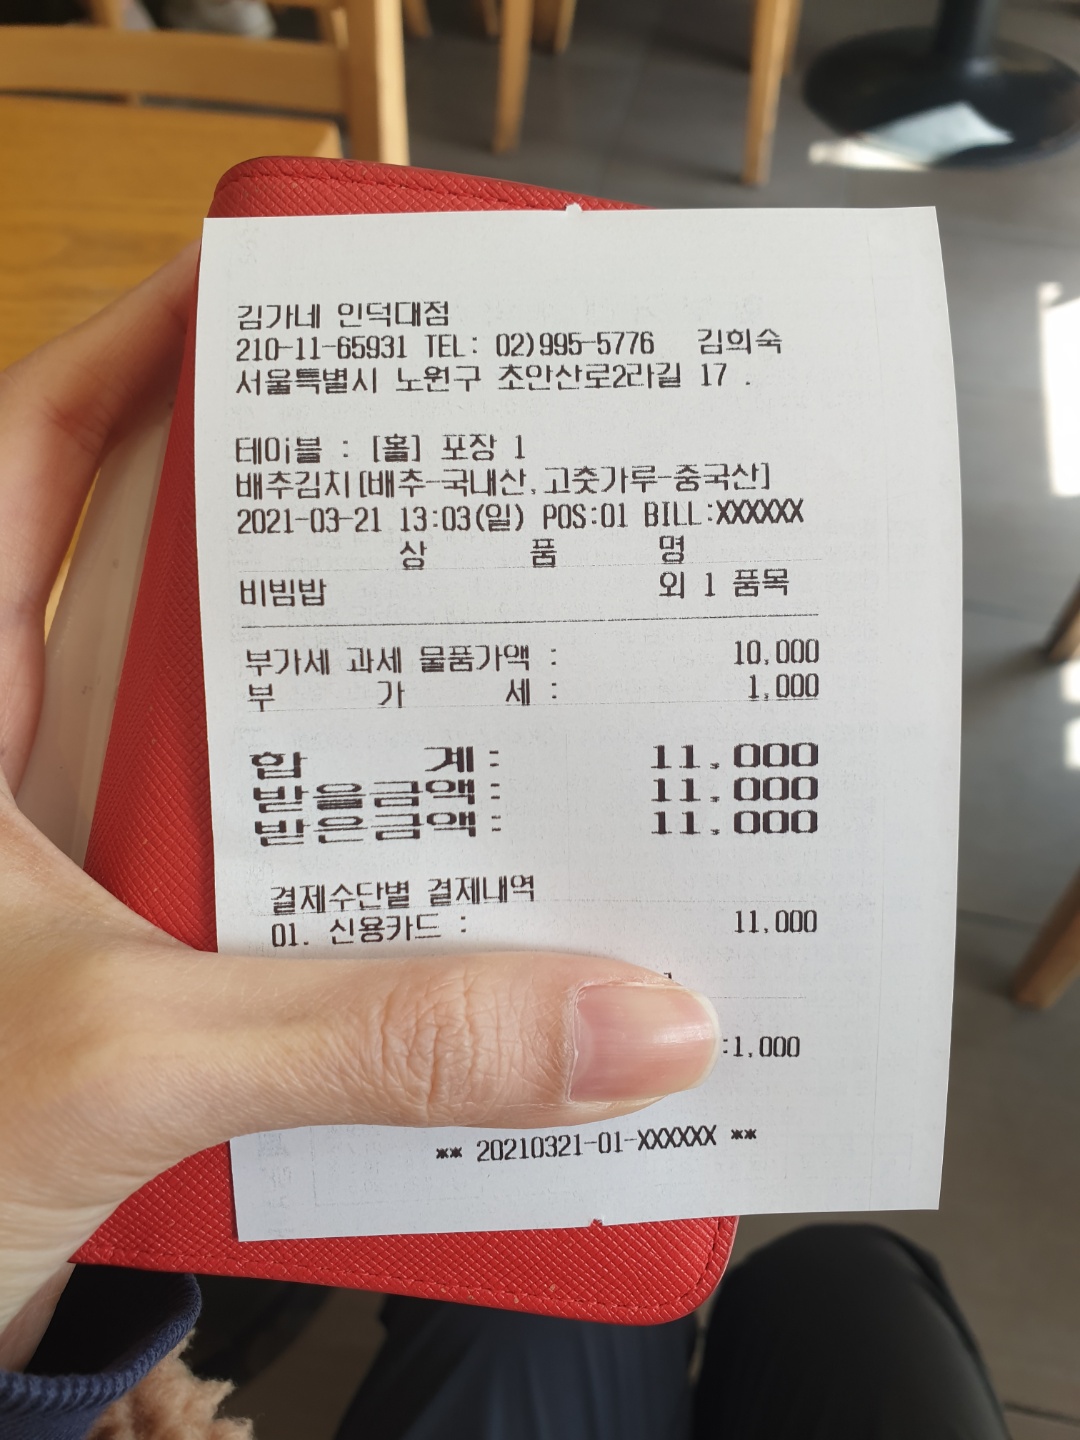 김가네 인덕대점
210-11-65931 TEL: 02)995-5776 김희숙
서울특별시 노원구 초안산로2라길 17 .
테이블 : [홀] 포장 1
배추김치[배추-국내산,고춧가루-중국산]
2021-03-21 13:03(일) POS:01 BILL:XXXXXX
상 품 명
비빔밥 외 1 품목
부가세 과세 물품가액 : 10,000
부 가 세 : 1,000
합 계 : 11,000
받을금액 : 11,000
받은금액 : 11,000
결제수단별 결제내역
01. 신용카드 : 11,000
:1,000
** 20210321-01-XXXXXX **